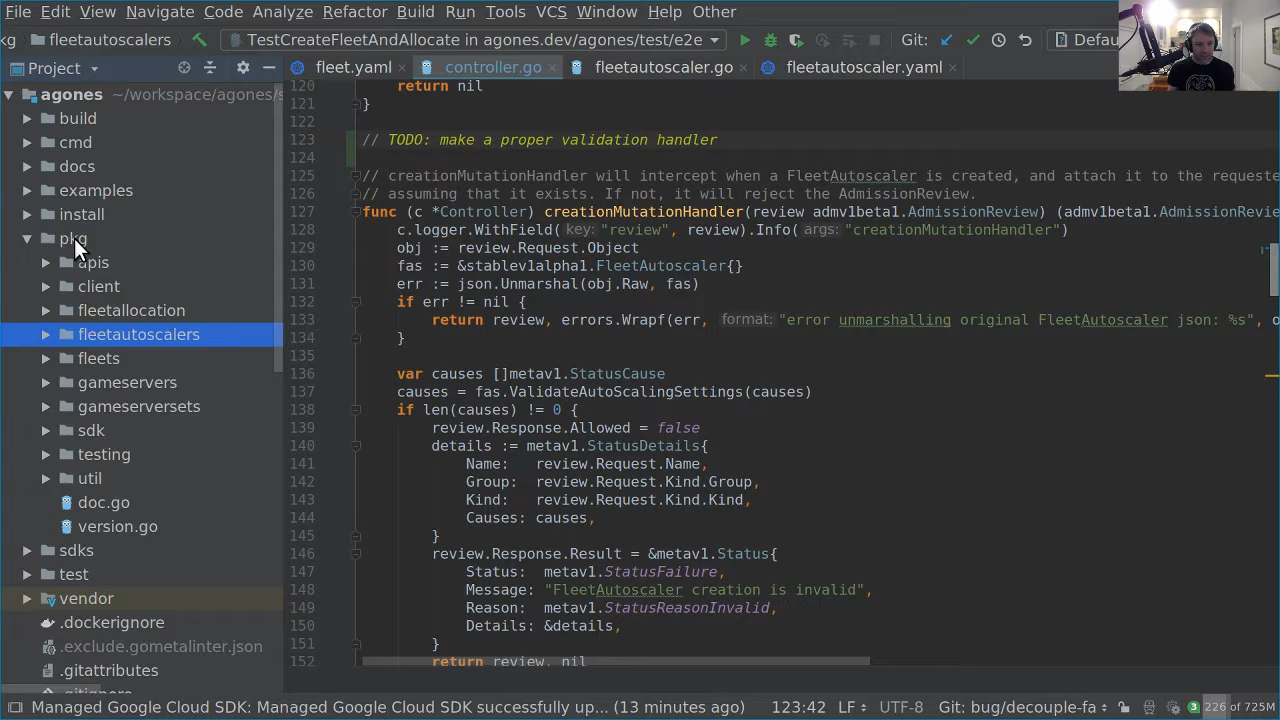 File Edit View Navigate Code Analyze Refactor Build Run Tools VCS Window Help Other
kg fleetautoscalers TestCreateFleetAndAllocate in agones.dev/test/e2e Git: Defau
Project fleet.yaml controller.go fleetautoscaler.go fleetautoscaler.yaml
agones ~/workspace/agones/s
build
cmd
docs
examples
install
pkg
apis
client
fleetallocation
fleetautoscalers
fleets
gameservers
gameserversets
sdk
testing
util
doc.go
version.go
sdks
test
vendor
.dockerignore
.exclude.gometalinter.json
.gitattributes
.gitignore
120 return nil
121 }
122
123 // TODO: make a proper validation handler
124
125 // creationMutationHandler will intercept when a FleetAutoscaler is created, and attach it to the requeste
126 // assuming that it exists. If not, it will reject the AdmissionReview.
127 func (c *Controller) creationMutationHandler(review admv1beta1.AdmissionReview) (admv1beta1.AdmissionRevie
128 c.logger.WithField( key: "review", review).Info( args: "creationMutationHandler")
129 obj := review.Request.Object
130 fas := &stablev1alpha1.FleetAutoscaler{}
131 err := json.Unmarshal(obj.Raw, fas)
132 if err != nil {
133 return review, errors.Wrapf(err, format: "error unmarshalling original FleetAutoscaler json: %s", o
134 }
135
136 var causes []metav1.StatusCause
137 causes = fas.ValidateAutoScalingSettings(causes)
138 if len(causes) != 0 {
139 review.Response.Allowed = false
140 details := metav1.StatusDetails{
141 Name: review.Request.Name,
142 Group: review.Request.Kind.Group,
143 Kind: review.Request.Kind.Kind,
144 Causes: causes,
145 }
146 review.Response.Result = &metav1.Status{
147 Status: metav1.StatusFailure,
148 Message: "FleetAutoscaler creation is invalid",
149 Reason: metav1.StatusReasonInvalid,
150 Details: &details,
151 }
152 return review, nil
Managed Google Cloud SDK: Managed Google Cloud SDK successfully up... (13 minutes ago) 123:42 LF UTF-8 Git: bug/decouple-fa 3 226 of 725M